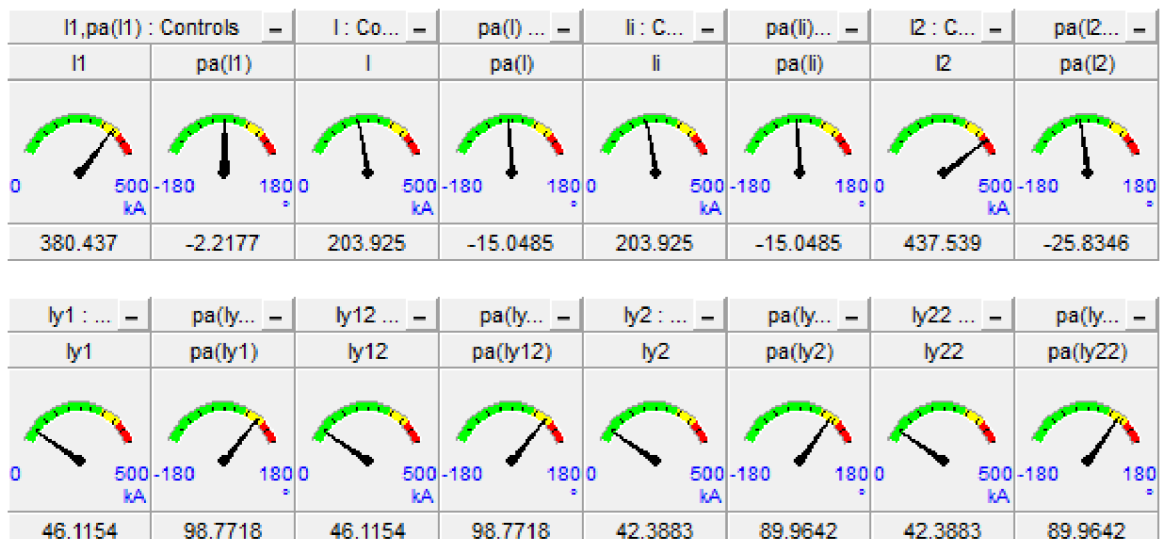 I1,pa(I1) : Controls – I : Co... – pa(I) ... – Ii : C... – pa(Ii)... – I2 : C... – pa(I2... –
I1 pa(I1) I pa(I) Ii pa(Ii) I2 pa(I2)
0 500 -180 180 0 500 -180 180 0 500 -180 180 0 500 -180 180
kA ° kA ° kA ° kA °
380.437 -2.2177 203.925 -15.0485 203.925 -15.0485 437.539 -25.8346
Iy1 : ... – pa(Iy... – Iy12 ... – pa(Iy... – Iy2 : ... – pa(Iy... – Iy22 ... – pa(Iy... –
Iy1 pa(Iy1) Iy12 pa(Iy12) Iy2 pa(Iy2) Iy22 pa(Iy22)
0 500 -180 180 0 500 -180 180 0 500 -180 180 0 500 -180 180
kA ° kA ° kA ° kA °
46.1154 98.7718 46.1154 98.7718 42.3883 89.9642 42.3883 89.9642